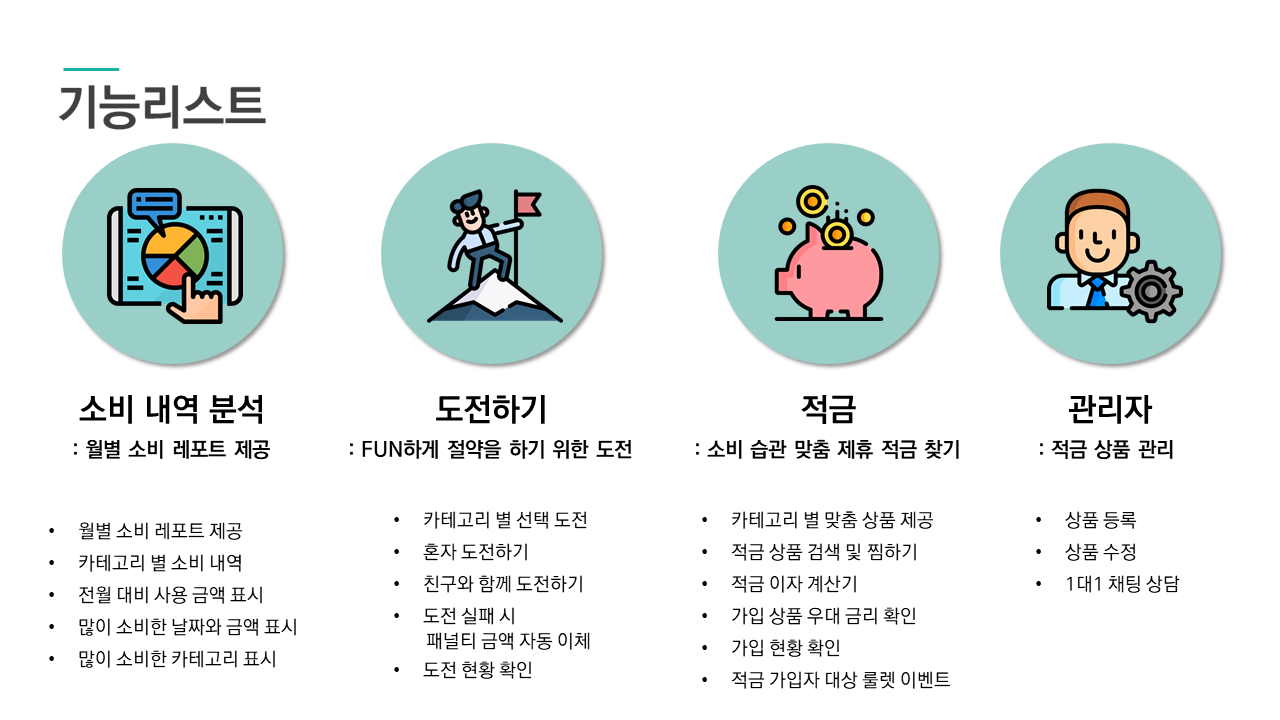 기능리스트
소비 내역 분석
: 월별 소비 레포트 제공
• 월별 소비 레포트 제공
• 카테고리 별 소비 내역
• 전월 대비 사용 금액 표시
• 많이 소비한 날짜와 금액 표시
• 많이 소비한 카테고리 표시
도전하기
: FUN하게 절약을 하기 위한 도전
• 카테고리 별 선택 도전
• 혼자 도전하기
• 친구와 함께 도전하기
• 도전 실패 시
패널티 금액 자동 이체
• 도전 현황 확인
적금
: 소비 습관 맞춤 제휴 적금 찾기
• 카테고리 별 맞춤 상품 제공
• 적금 상품 검색 및 찜하기
• 적금 이자 계산기
• 가입 상품 우대 금리 확인
• 가입 현황 확인
• 적금 가입자 대상 룰렛 이벤트
관리자
: 적금 상품 관리
• 상품 등록
• 상품 수정
• 1대1 채팅 상담